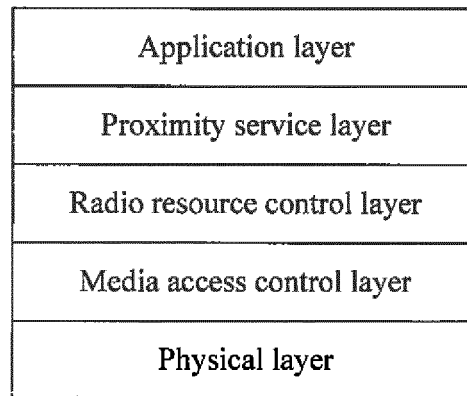 Application layer
Proximity service layer
Radio resource control layer
Media access control layer
Physical layer